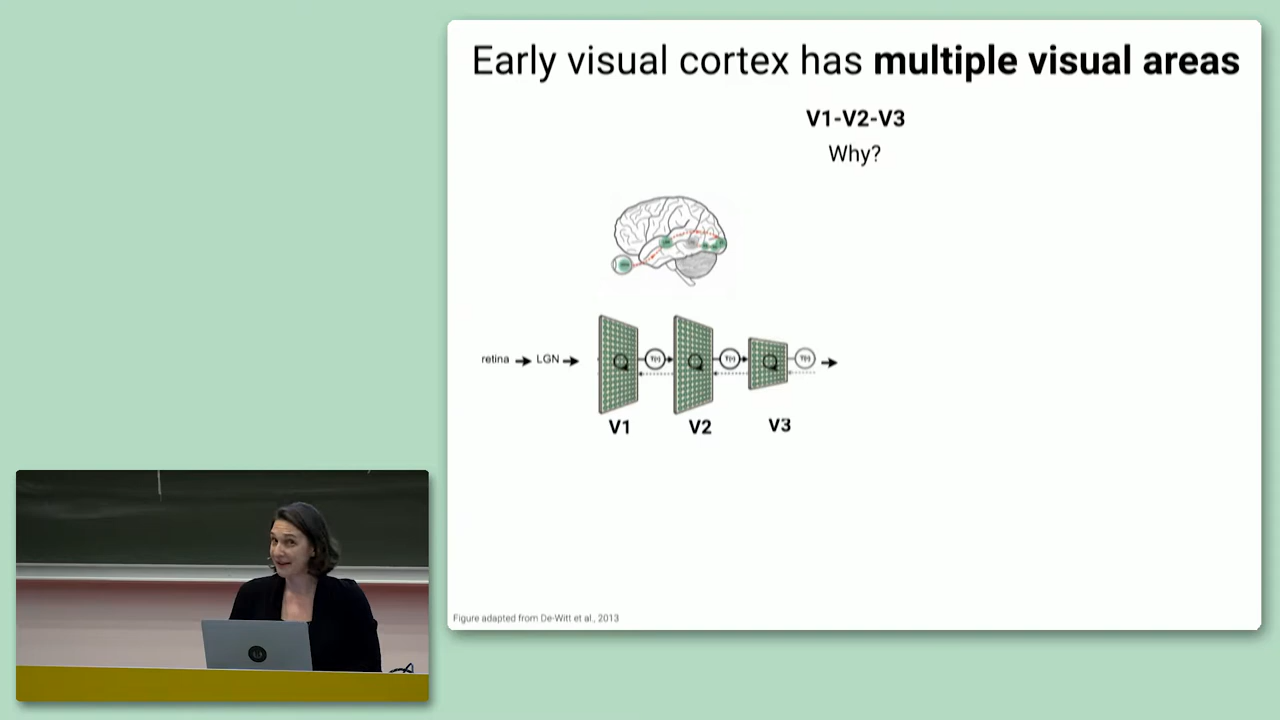 Early visual cortex has multiple visual areas
V1-V2-V3
Why?
retina
LGN
V1
V2
V3
Figure adapted from De-Witt et al., 2013